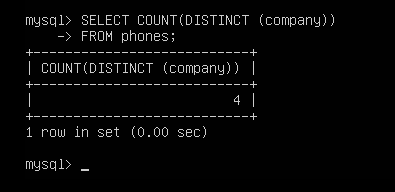 mysql> SELECT COUNT(DISTINCT (company))
    -> FROM phones;
+---------------------------+
| COUNT(DISTINCT (company)) |
+---------------------------+
|                         4 |
+---------------------------+
1 row in set (0.00 sec)
mysql> _